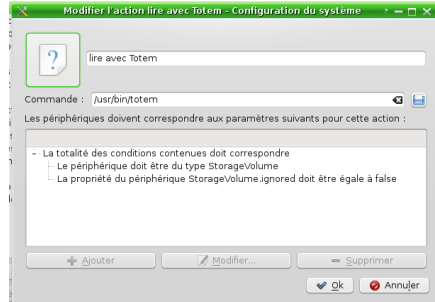 Modifier l'action lire avec Totem - Configuration du système
lire avec Totem
Commande : /usr/bin/totem
Les périphériques doivent correspondre aux paramètres suivants pour cette action :
La totalité des conditions contenues doit correspondre
Le périphérique doit être du type StorageVolume
La propriété du périphérique StorageVolume.ignored doit être égale à false
Ajouter Modifier... Supprimer
Ok Annuler